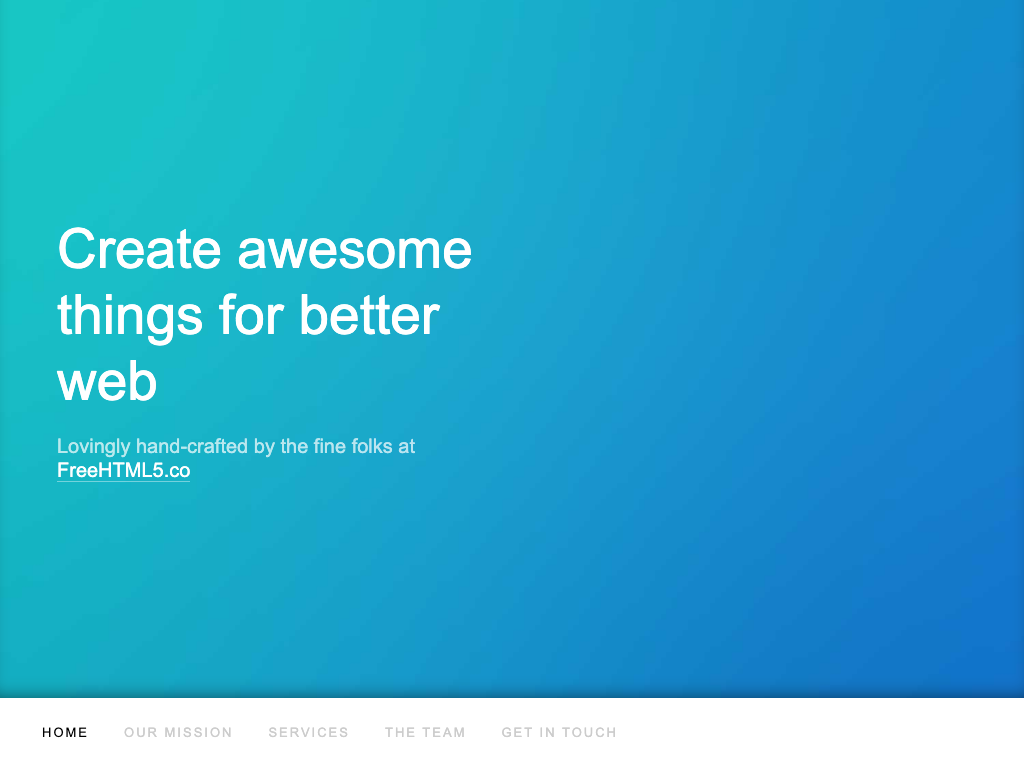 Create awesome
things for better
web
Lovingly hand-crafted by the fine folks at
FreeHTML5.co
HOME OUR MISSION SERVICES THE TEAM GET IN TOUCH